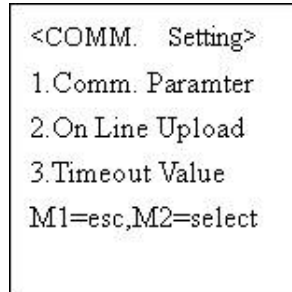 <COMM. Setting>
1.Comm. Paramter
2.On Line Upload
3.Timeout Value
M1=esc,M2=select